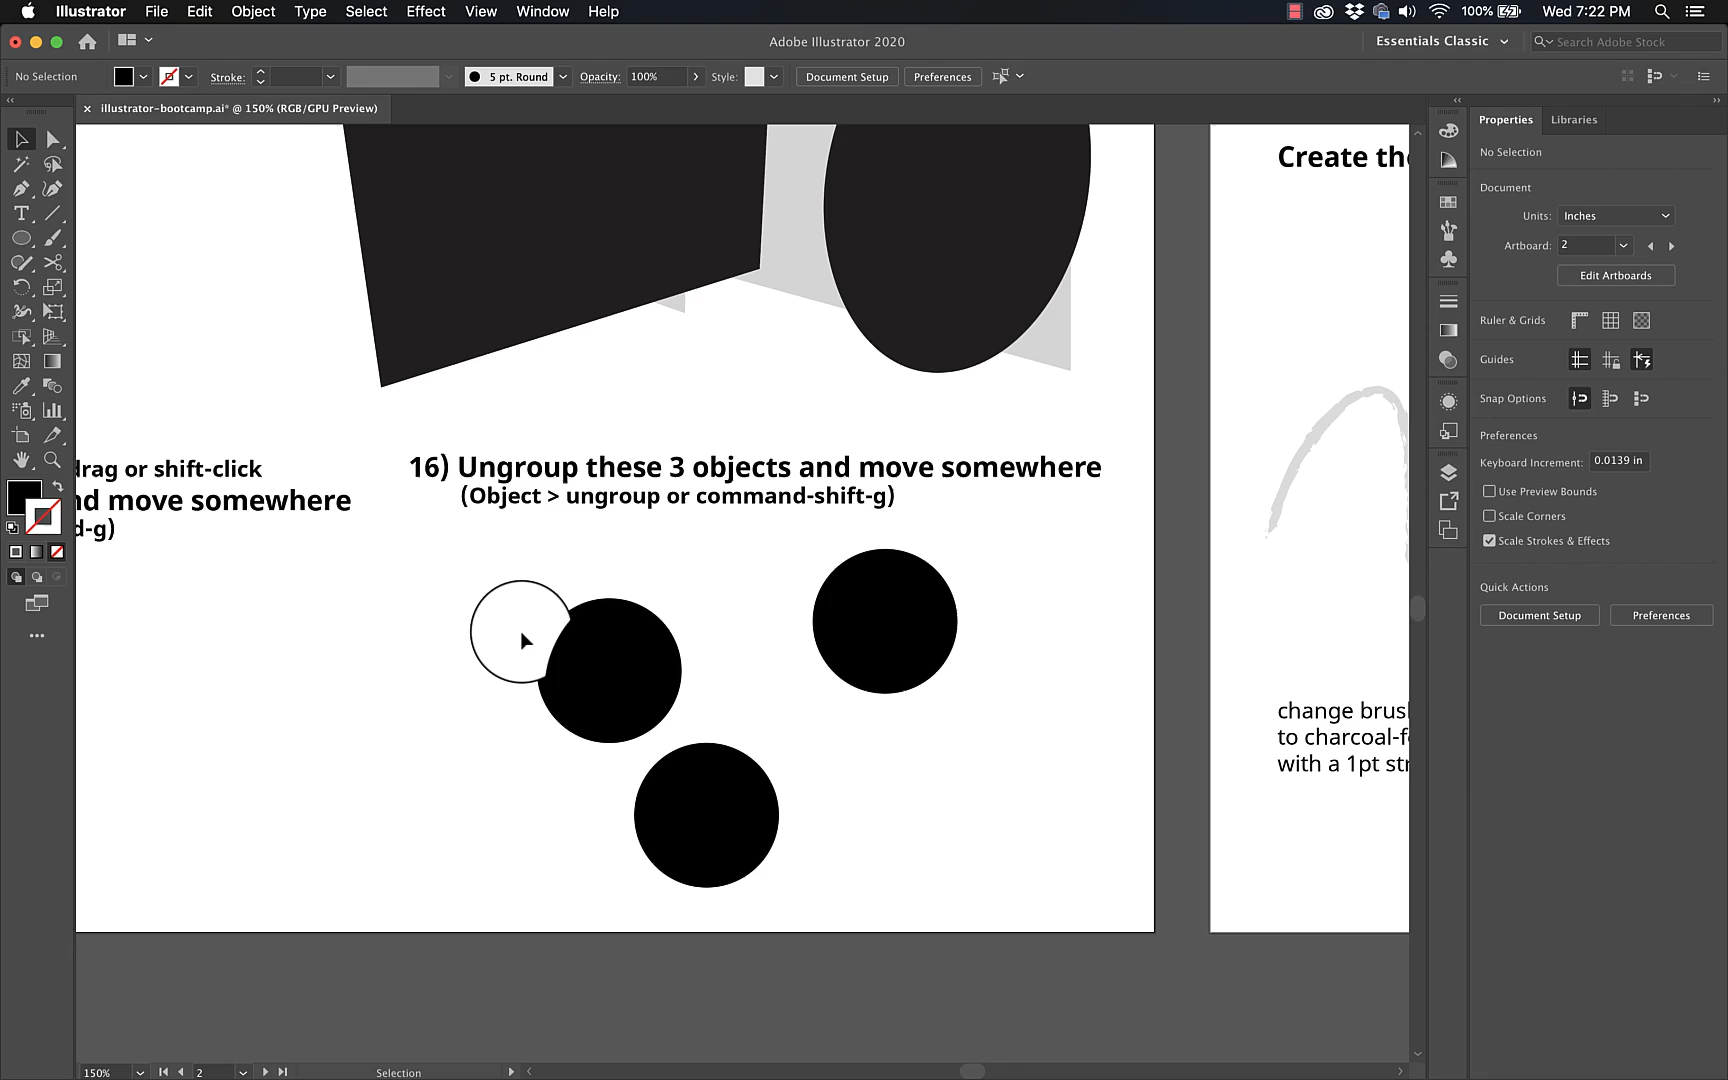 Illustrator File Edit Object Type Select Effect View Window Help
100% Wed 7:22 PM
Adobe Illustrator 2020
Essentials Classic
Search Adobe Stock
No Selection
Stroke:
5 pt. Round
Opacity: 100%
Style:
Document Setup
Preferences
illustrator-bootcamp.ai* @ 150% (RGB/GPU Preview)
drag or shift-click
nd move somewhere
d-g)
16) Ungroup these 3 objects and move somewhere
(Object > ungroup or command-shift-g)
Create the
change brus
to charcoal-f
with a 1pt str
Properties Libraries
No Selection
Document
Units: Inches
Artboard: 2
Edit Artboards
Ruler & Grids
Guides
Snap Options
Preferences
Keyboard Increment: 0.0139 in
Use Preview Bounds
Scale Corners
Scale Strokes & Effects
Quick Actions
Document Setup Preferences
150% 2 Selection